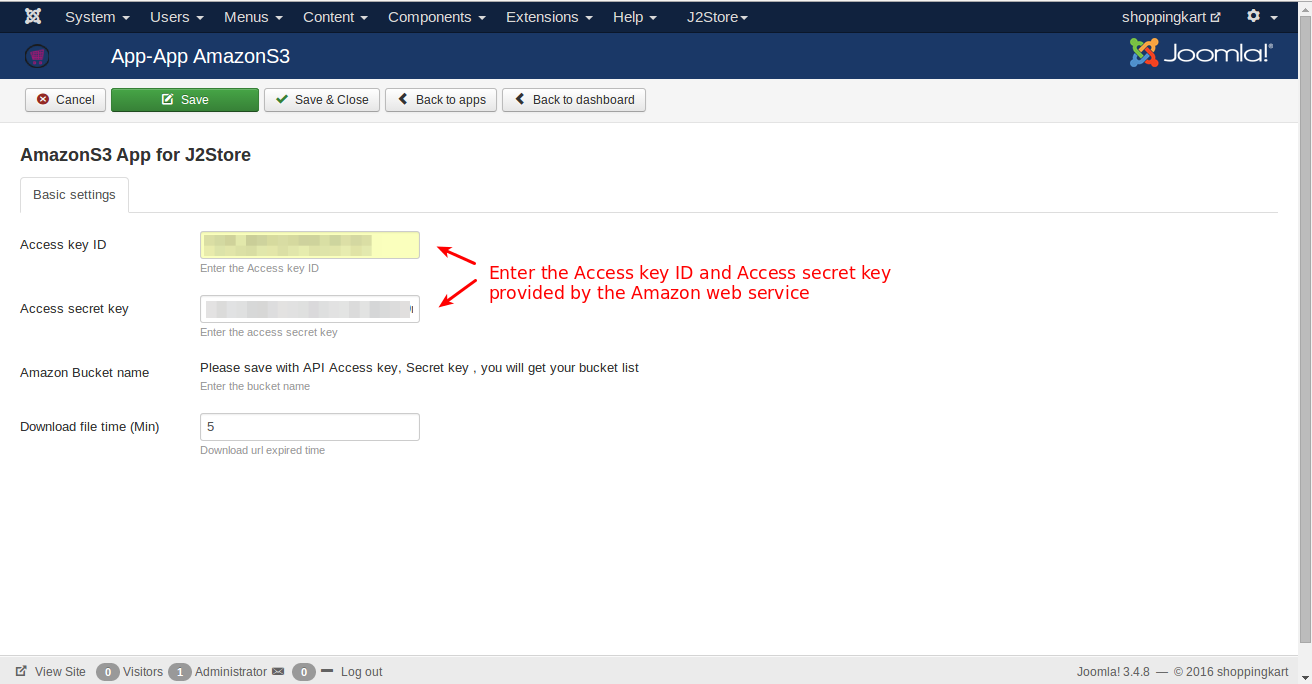 System Users Menus Content Components Extensions Help J2Store shoppingkart
App-App AmazonS3 Joomla!®
Cancel Save Save & Close Back to apps Back to dashboard
AmazonS3 App for J2Store
Basic settings
Access key ID
Enter the Access key ID
Enter the Access key ID and Access secret key
provided by the Amazon web service
Access secret key
Enter the access secret key
Amazon Bucket name
Please save with API Access key, Secret key , you will get your bucket list
Enter the bucket name
Download file time (Min) 5
Download url expired time
View Site 0 Visitors 1 Administrator 0 Log out Joomla! 3.4.8 — © 2016 shoppingkart